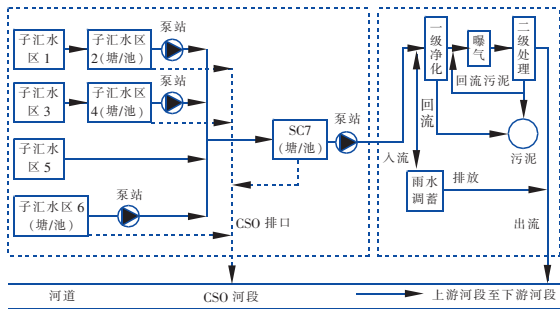 子汇水
区 1
子汇水区
2(塘/池)
泵站
子汇水
区 3
子汇水区
4(塘/池)
泵站
子汇水
区 5
子汇水区 6
(塘/池)
泵站
SC7
(塘/池)
泵站
CSO 排口
一级净化
曝气
二级处理
回流污泥
回流
污泥
入流
雨水
调蓄
排放
出流
河道
CSO 河段
上游河段至下游河段